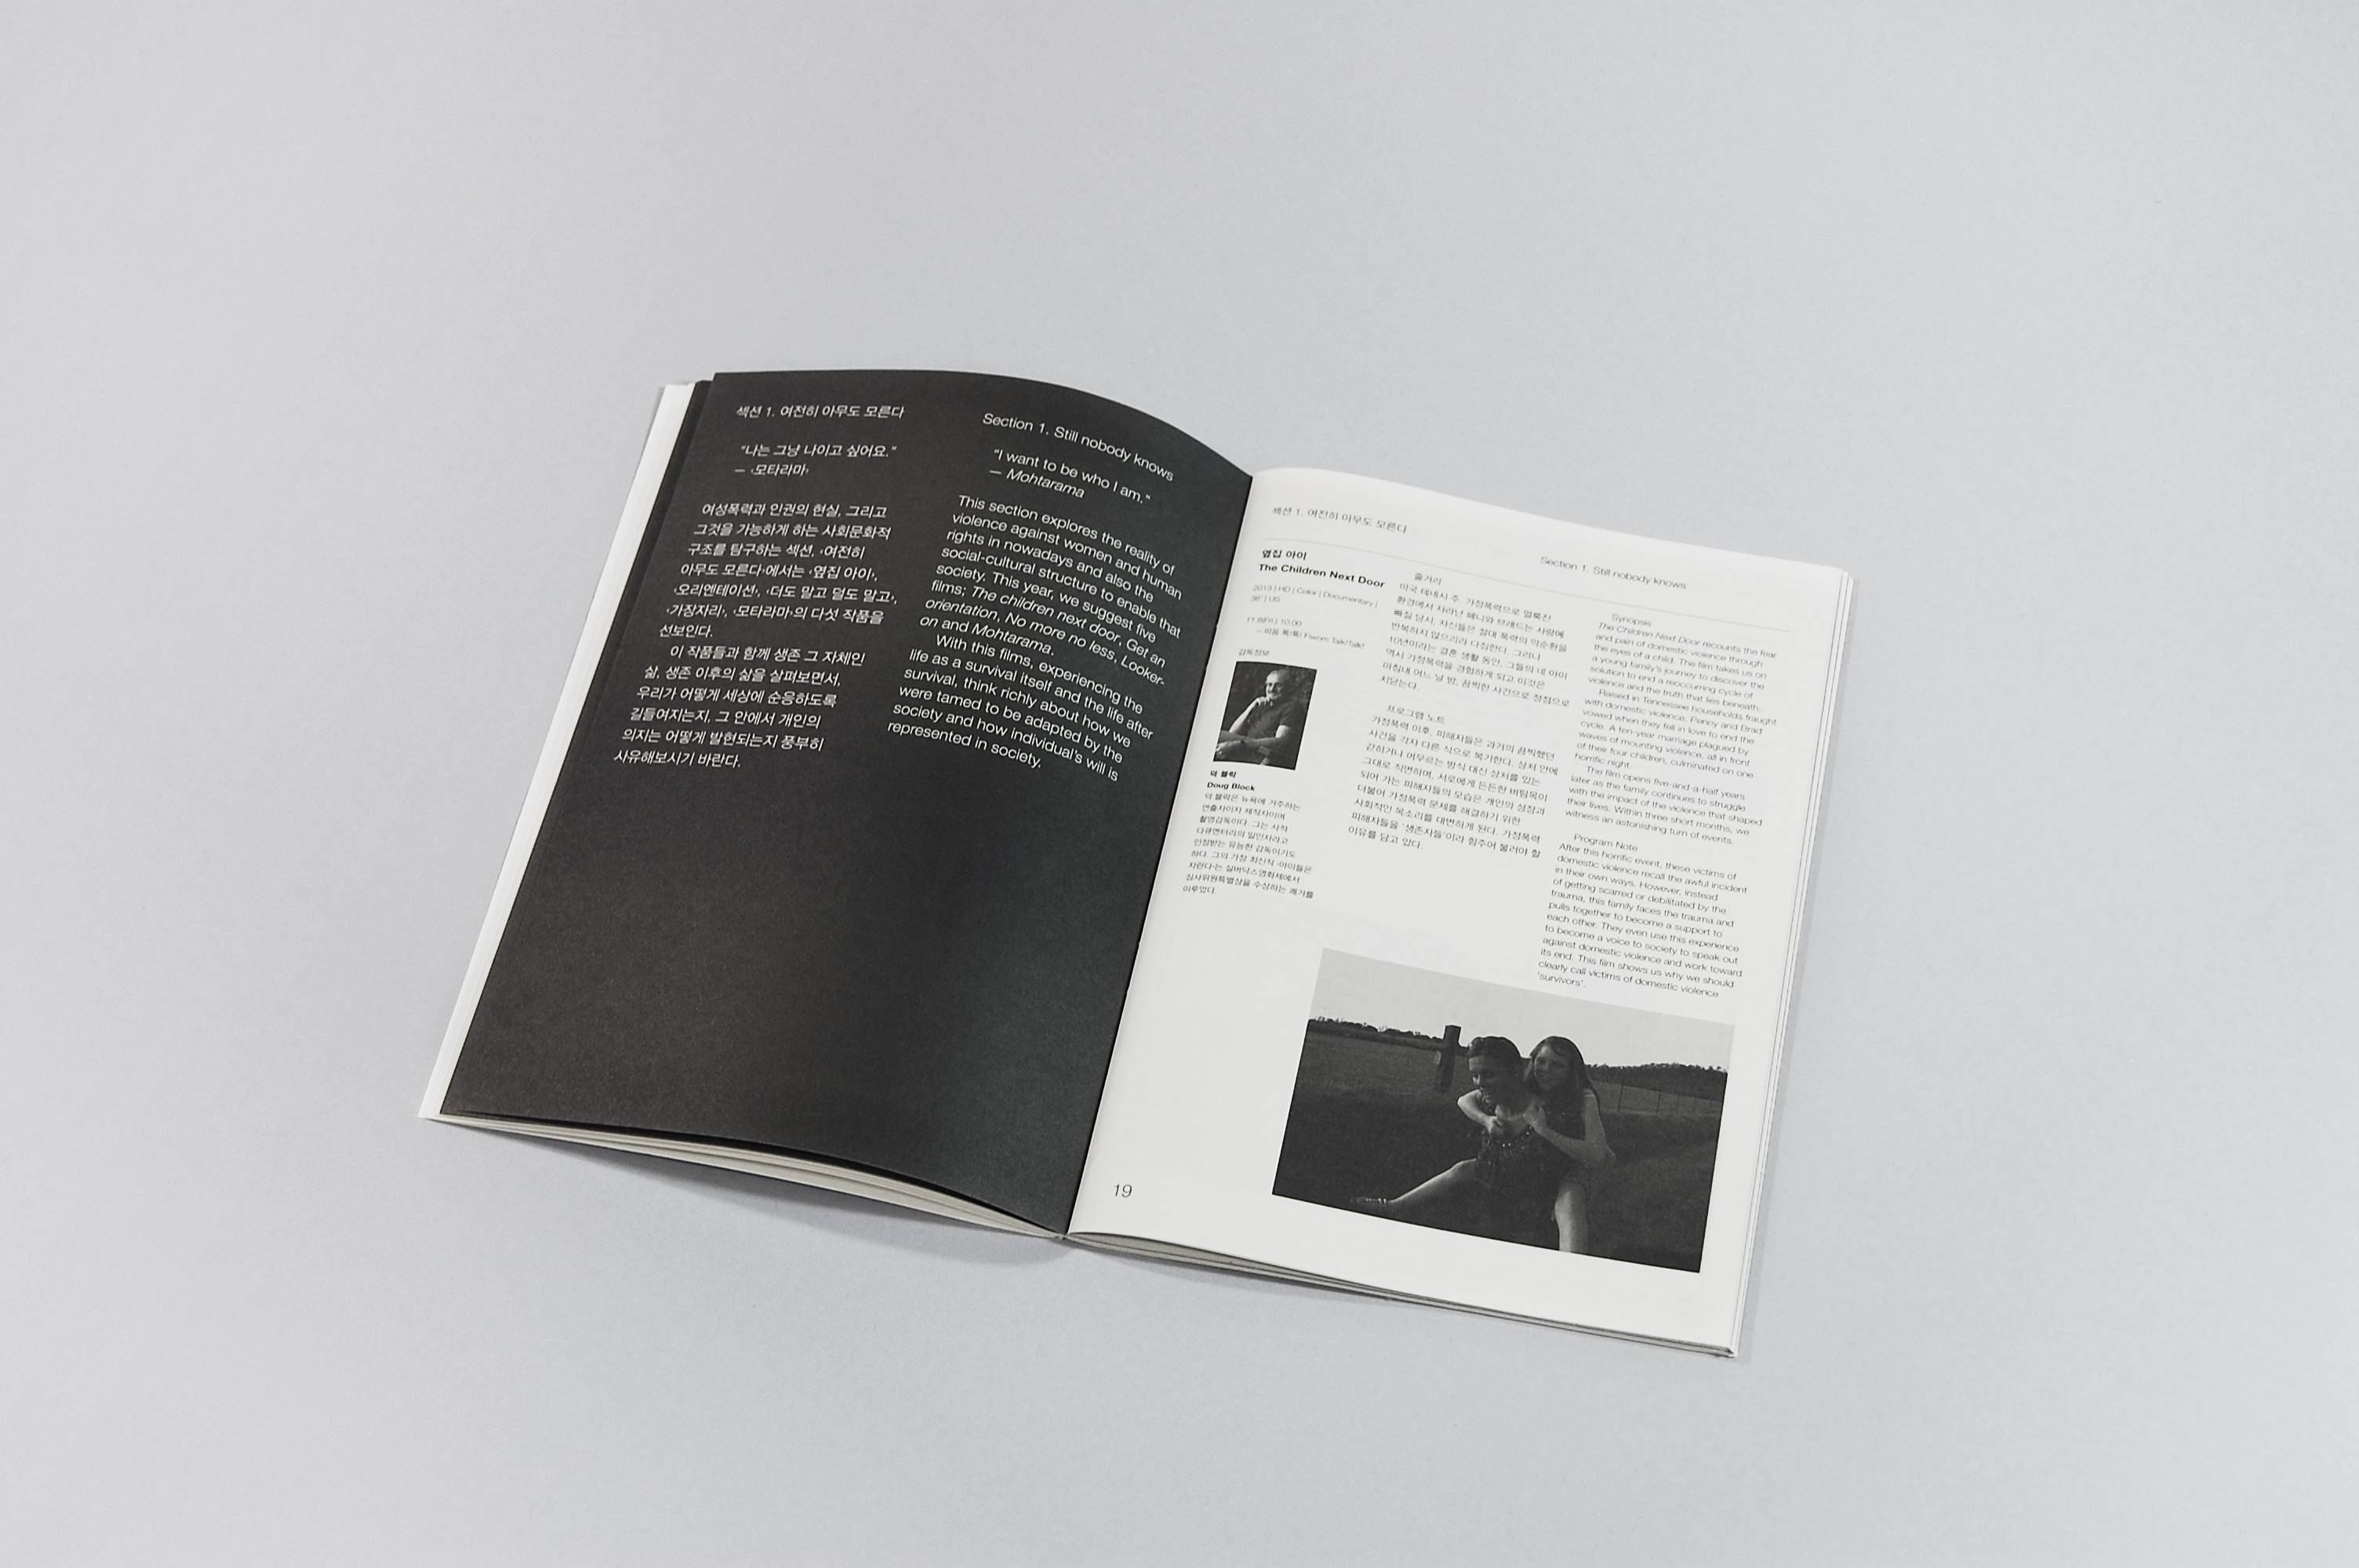 섹션 1. 여전히 아무도 모른다
“나는 그냥 나이고 싶어요.”
— ‹모타라마›
여성폭력과 인권의 현실, 그리고
그것을 가능하게 하는 사회문화적
구조를 탐구하는 섹션, ‹여전히
아무도 모른다›에서는 ‹옆집 아이›,
‹오리엔테이션›, ‹더도 말고 덜도 말고›,
‹가장자리›, ‹모타라마›의 다섯 작품을
선보인다.
이 작품들과 함께 생존 그 자체인
삶, 생존 이후의 삶을 살펴보면서,
우리가 어떻게 세상에 순응하도록
길들여지는지, 그 안에서 개인의
의지는 어떻게 발현되는지 풍부히
사유해보시기 바란다.
Section 1. Still nobody knows
“I want to be who I am.”
— Mohtarama
This section explores the reality of
violence against women and human
rights in nowadays and also the
social-cultural structure to enable that
society. This year, we suggest five
films; The children next door, Get an
orientation, No more no less, Looker-
on and Mohtarama.
With this films, experiencing the
life as a survival itself and the life after
survival, think richly about how we
were tamed to be adapted by the
society and how individual’s will is
represented in society.
섹션 1. 여전히 아무도 모른다
Section 1. Still nobody knows
옆집 아이
The Children Next Door
2013 | HD | Color | Documentary |
36' | US
11.8(Fri.) 10:00
— 피움 톡!톡! Fiwom Talk!Talk!
감독정보
더그 블락
Doug Block
더그 블락은 뉴욕에 거주하는
연출자이자 제작자이며
촬영감독이다. 그는 사적
다큐멘터리의 일인자라고
인정받는 유능한 감독이기도
하다. 그의 가장 최신작 ‹아이들은
자란다›는 실버닥스영화제에서
심사위원특별상을 수상하는 쾌거를
이루었다.
줄거리
미국 테네시 주. 가정폭력으로 얼룩진
환경에서 자라난 페니와 브래드는 사랑에
빠질 당시, 자신들은 절대 폭력의 악순환을
반복하지 않으리라 다짐한다. 그러나
10년이라는 결혼 생활 동안, 그들의 네 아이
역시 가정폭력을 경험하게 되고 이것은
마침내 어느 날 밤, 끔찍한 사건으로 정점으로
치닫는다.
프로그램 노트
가정폭력 이후, 피해자들은 과거의 끔찍했던
사건을 각자 다른 식으로 복기한다. 상처 안에
갇히거나 머무르는 방식 대신 상처를 있는
그대로 직면하며, 서로에게 든든한 버팀목이
되어 가는 피해자들의 모습은 개인의 성장과
더불어 가정폭력 문제를 해결하기 위한
사회적인 목소리를 대변하게 된다. 가정폭력
피해자들을 ‘생존자들’이라 힘주어 불러야 할
이유를 담고 있다.
Synopsis
The Children Next Door recounts the fear
and pain of domestic violence through
the eyes of a child. The film takes us on
a young family’s journey to discover the
solution to end a reoccurring cycle of
violence and the truth that lies beneath.
Raised in Tennessee households fraught
with domestic violence, Penny and Brad
vowed when they fell in love to end the
cycle. A ten-year marriage plagued by
waves of mounting violence, all in front
of their four children, culminated on one
horrific night.
The film opens five-and-a-half years
later as the family continues to struggle
with the impact of the violence that shaped
their lives. Within three short months, we
witness an astonishing turn of events.
Program Note
After this horrific event, these victims of
domestic violence recall the awful incident
in their own ways. However, instead
of getting scarred or debilitated by the
trauma, this family faces the trauma and
pulls together to become a support to
each other. They even use this experience
to become a voice to society to speak out
against domestic violence and work toward
its end. This film shows us why we should
clearly call victims of domestic violence
‘survivors’.
19